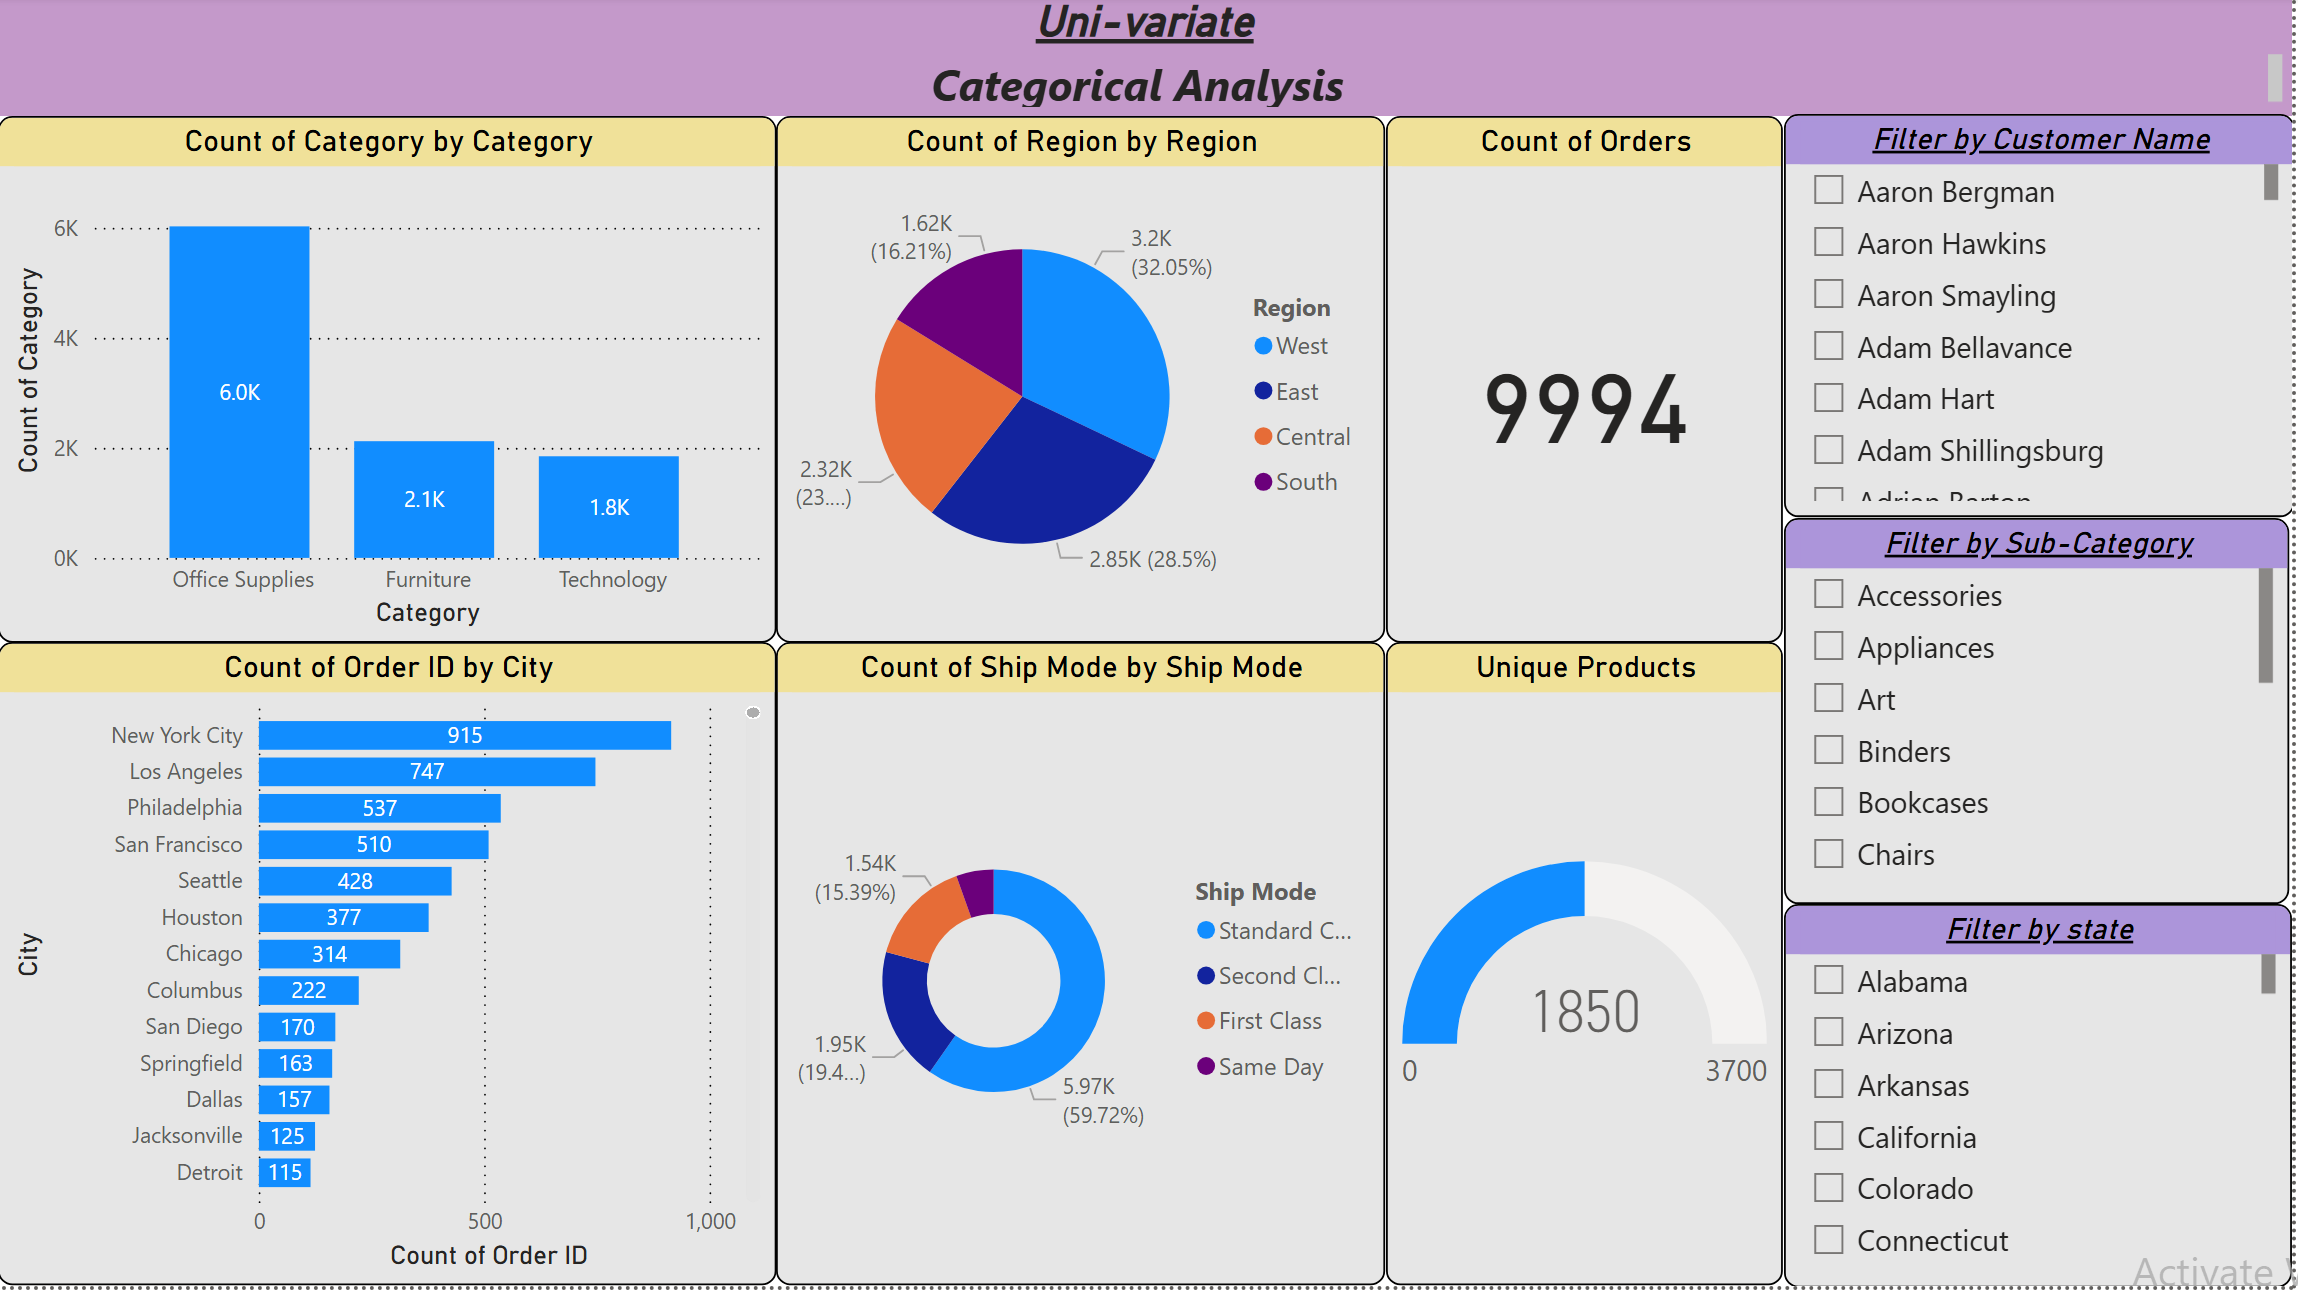 Uni-variate
Categorical Analysis
Count of Category by Category
Count of Category
6K
4K
2K
0K
6.0K
2.1K
1.8K
Office Supplies
Furniture
Technology
Category
Count of Region by Region
1.62K
(16.21%)
3.2K
(32.05%)
2.32K
(23....)
2.85K (28.5%)
Region
West
East
Central
South
Count of Orders
9994
Filter by Customer Name
Aaron Bergman
Aaron Hawkins
Aaron Smayling
Adam Bellavance
Adam Hart
Adam Shillingsburg
Adrian Barton
Count of Order ID by City
City
New York City 915
Los Angeles 747
Philadelphia 537
San Francisco 510
Seattle 428
Houston 377
Chicago 314
Columbus 222
San Diego 170
Springfield 163
Dallas 157
Jacksonville 125
Detroit 115
0 500 1,000
Count of Order ID
Count of Ship Mode by Ship Mode
1.54K
(15.39%)
1.95K
(19.4...)
5.97K
(59.72%)
Ship Mode
Standard C...
Second Cl...
First Class
Same Day
Unique Products
1850
0 3700
Filter by Sub-Category
Accessories
Appliances
Art
Binders
Bookcases
Chairs
Filter by state
Alabama
Arizona
Arkansas
California
Colorado
Connecticut
Activate